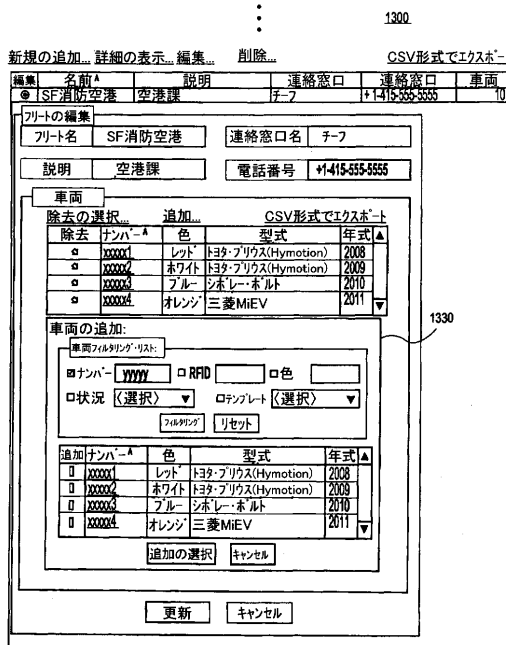 1300
新規の追加... 詳細の表示... 編集... 削除... CSV形式でエクスポー
編集 名前^ 説明 連絡窓口 連絡窓口 車両
SF消防空港 空港課 チーフ +1-415-555-5555 10
フリートの編集
フリート名 SF消防空港 連絡窓口名 チーフ
説明 空港課 電話番号 +1-415-555-5555
車両
除去の選択... 追加... CSV形式でエクスポート
除去 ナンバー^ 色 型式 年式▲
xxxxx1 レッド トヨタ・プリウス(Hymotion) 2008
xxxxx2 ホワイト トヨタ・プリウス(Hymotion) 2009
xxxxx3 ブルー シボレー・ボルト 2010
xxxxx4 オレンジ 三菱MiEV 2011 ▼
1330
車両の追加:
車両フィルタリング・リスト:
ナンバー yyyyy RFID 色
状況 〈選択〉 ▼ テンプレート 〈選択〉 ▼
フィルタリング リセット
追加 ナンバー^ 色 型式 年式▲
xxxxx1 レッド トヨタ・プリウス(Hymotion) 2008
xxxxx2 ホワイト トヨタ・プリウス(Hymotion) 2009
xxxxx3 ブルー シボレー・ボルト 2010
xxxxx4 オレンジ 三菱MiEV 2011 ▼
追加の選択 キャンセル
更新 キャンセル